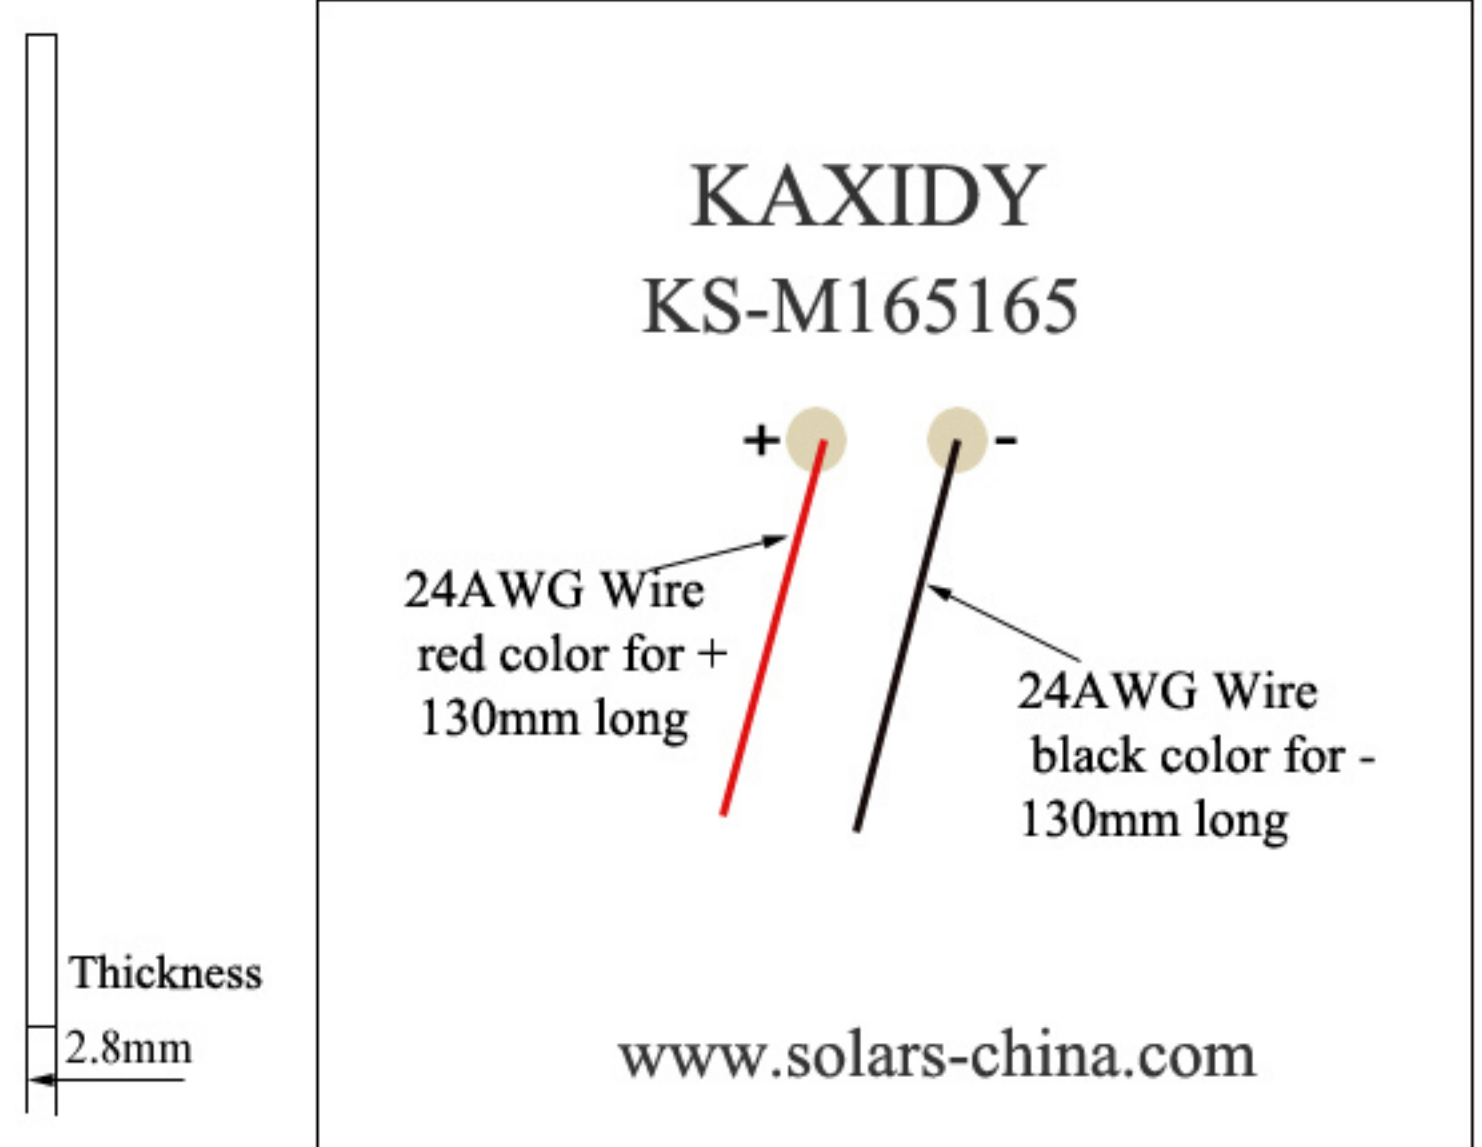 KAXIDY
KS-M165165
+ -
24AWG Wire
red color for +
130mm long
24AWG Wire
black color for -
130mm long
Thickness
2.8mm
www.solars-china.com